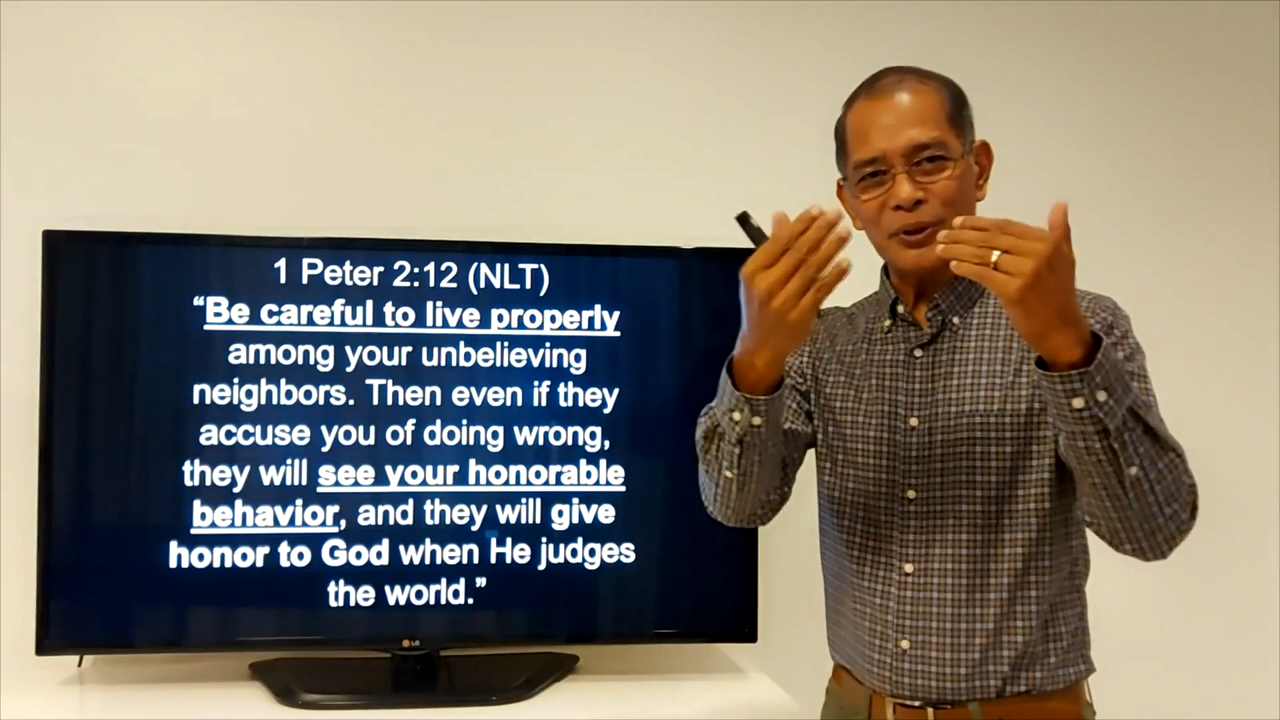 1 Peter 2:12 (NLT)
“Be careful to live properly
among your unbelieving
neighbors. Then even if they
accuse you of doing wrong,
they will see your honorable
behavior, and they will give
honor to God when He judges
the world.”
LG